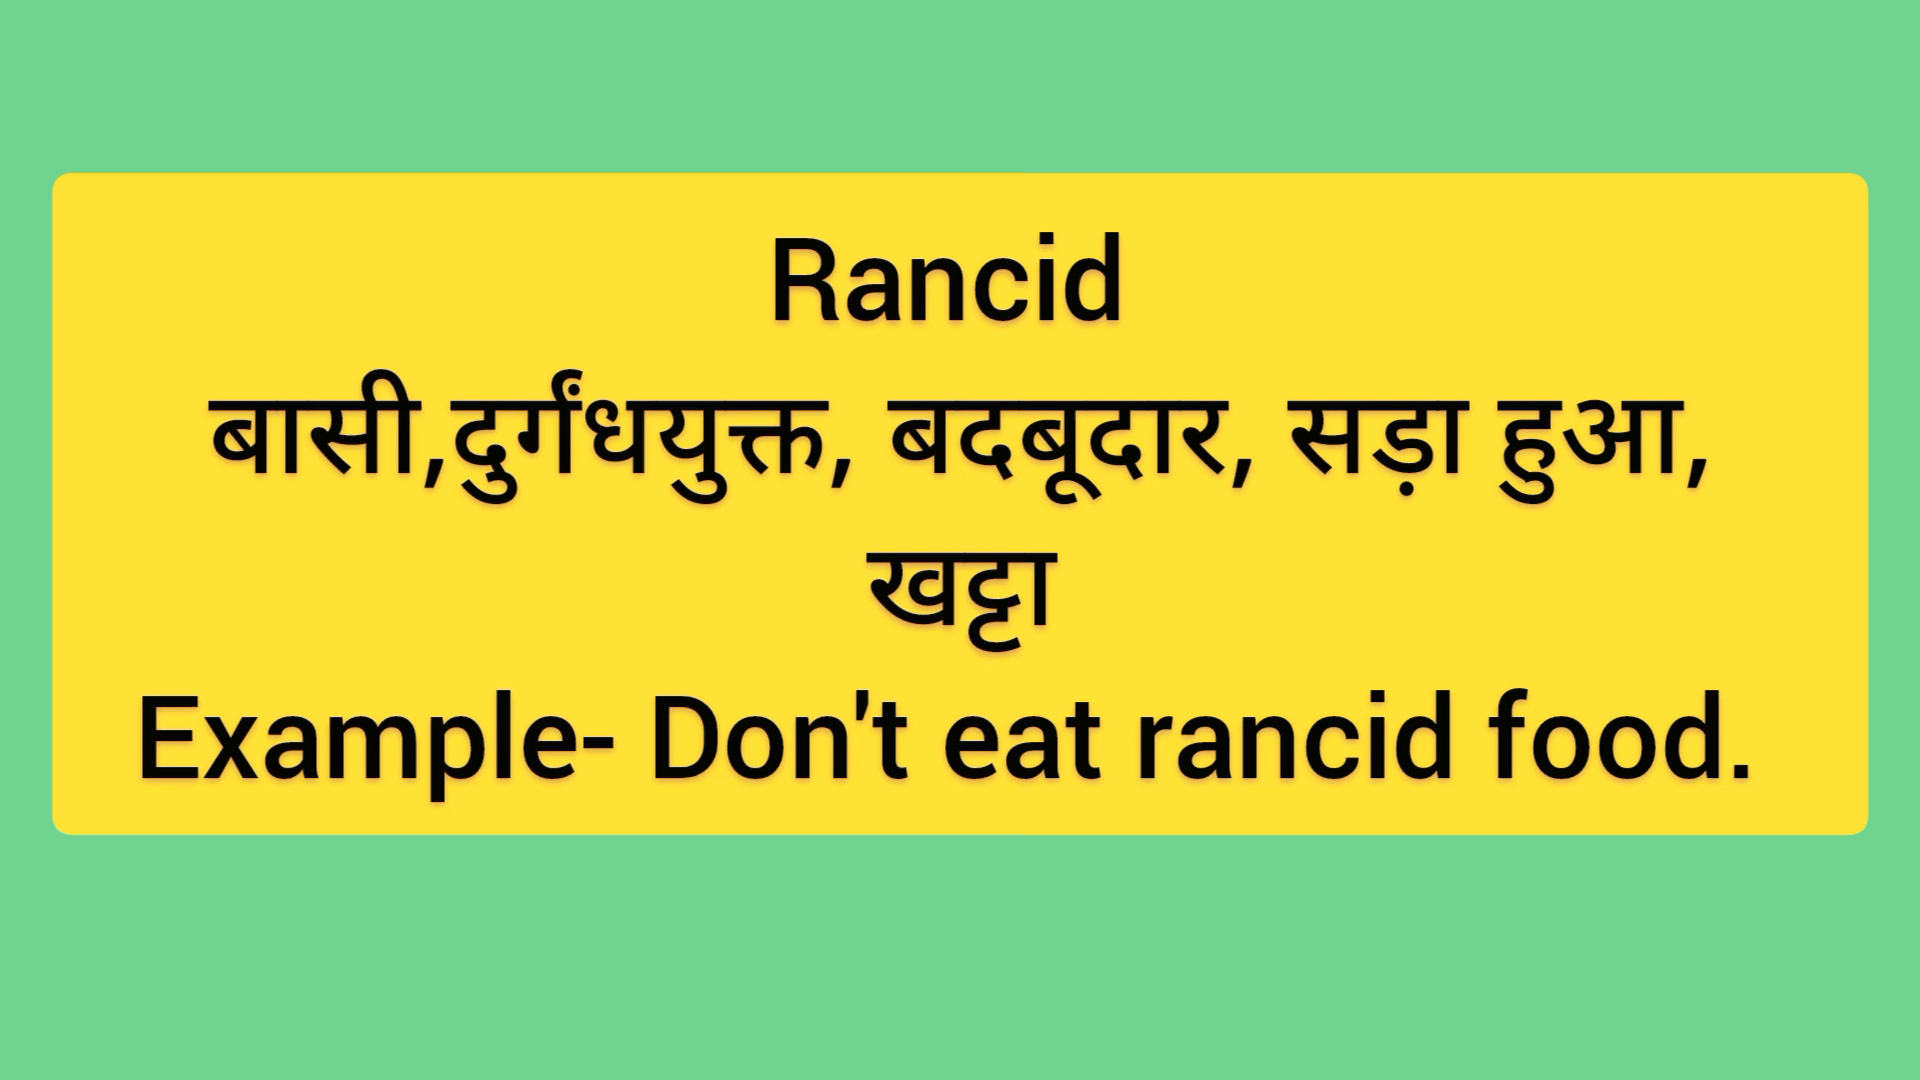 Rancid
बासी,दुर्गंधयुक्त, बदबूदार, सड़ा हुआ,
खट्टा
Example- Don't eat rancid food.